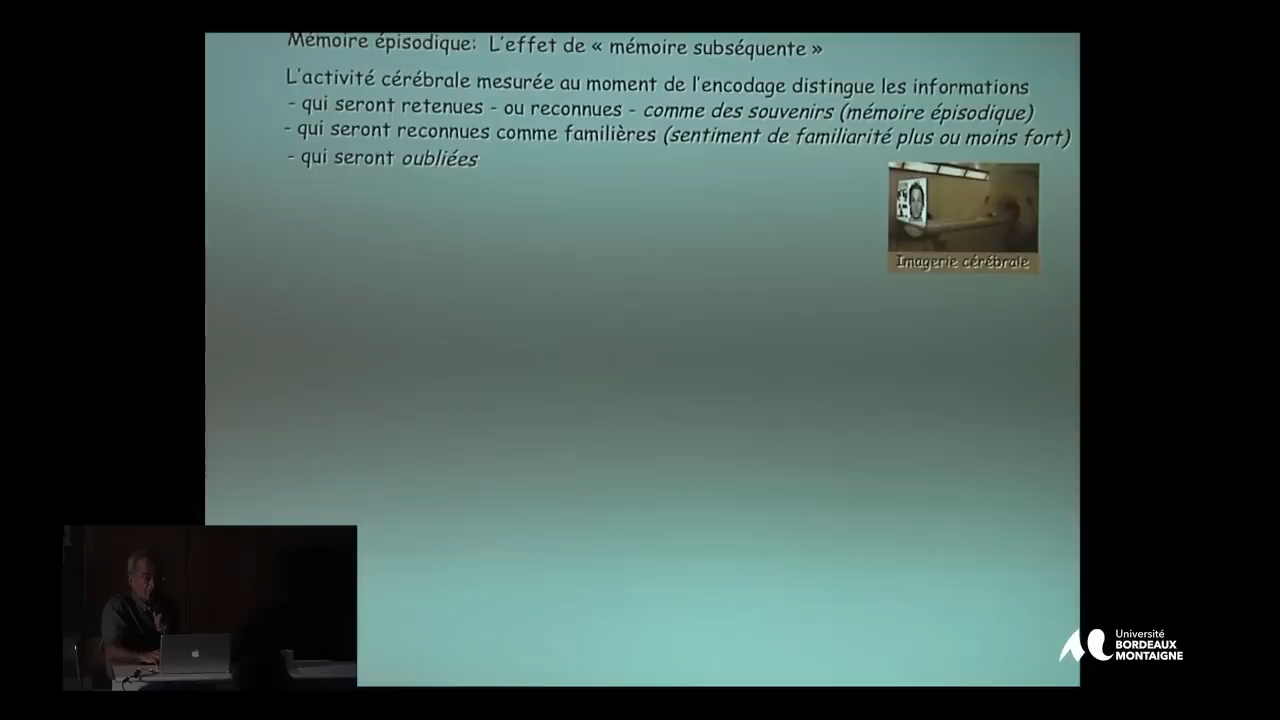 Mémoire épisodique: L'effet de « mémoire subséquente »
L'activité cérébrale mesurée au moment de l'encodage distingue les informations
- qui seront retenues - ou reconnues - comme des souvenirs (mémoire épisodique)
- qui seront reconnues comme familières (sentiment de familiarité plus ou moins fort)
- qui seront oubliées
Imagerie cérébrale
Université
BORDEAUX
MONTAIGNE